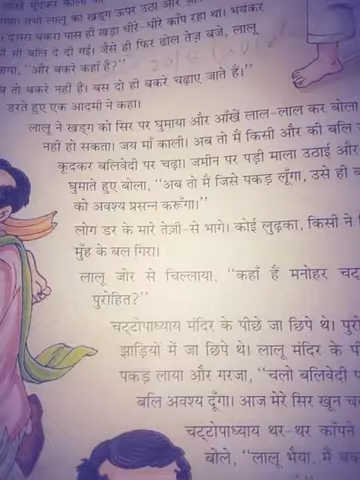 गया। तभी लालू का खड्ग ऊपर उठा और
दूसरा बकरा पास ही खड़ा धीरे-धीरे काँप रहा था। भयंकर
भी बलि दे दी गई। जैसे ही फिर ढोल तेज़ बजे, लालू
"और बकरे कहाँ है?"
तो बकरे नहीं है। बस दो ही बकरे चढ़ाए जाते हैं।"
डरते हुए एक आदमी ने कहा।
लालू ने खड्ग को सिर पर घुमाया और आँखें लाल-लाल कर बोला
नहीं हो सकता। जय माँ काली। अब तो मैं किसी और की बलि
कूदकर बलिवेदी पर चढ़ा। जमीन पर पड़ी माला उठाई और
घुमाते हुए बोला, "अब तो मैं जिसे पकड़ लूँगा, उसे ही
को अवश्य प्रसन्न करूँगा।"
लोग डर के मारे तेज़ी-से भागे। कोई लुढ़का, किसी ने
मुँह के बल गिरा।
लालू जोर से चिल्लाया, "कहाँ हैं मनोहर
पुरोहित?"
चट्टोपाध्याय मंदिर के पीछे जा छिपे थे।
झाड़ियों में जा छिपे थे। लालू मंदिर के
पकड़ लाया और गरजा, "चलो बलिवेदी
बलि अवश्य दूँगा। आज मेरे सिर खून
चट्टोपाध्याय थर-थर काँपने
बोले, "लालू भैया, मैं